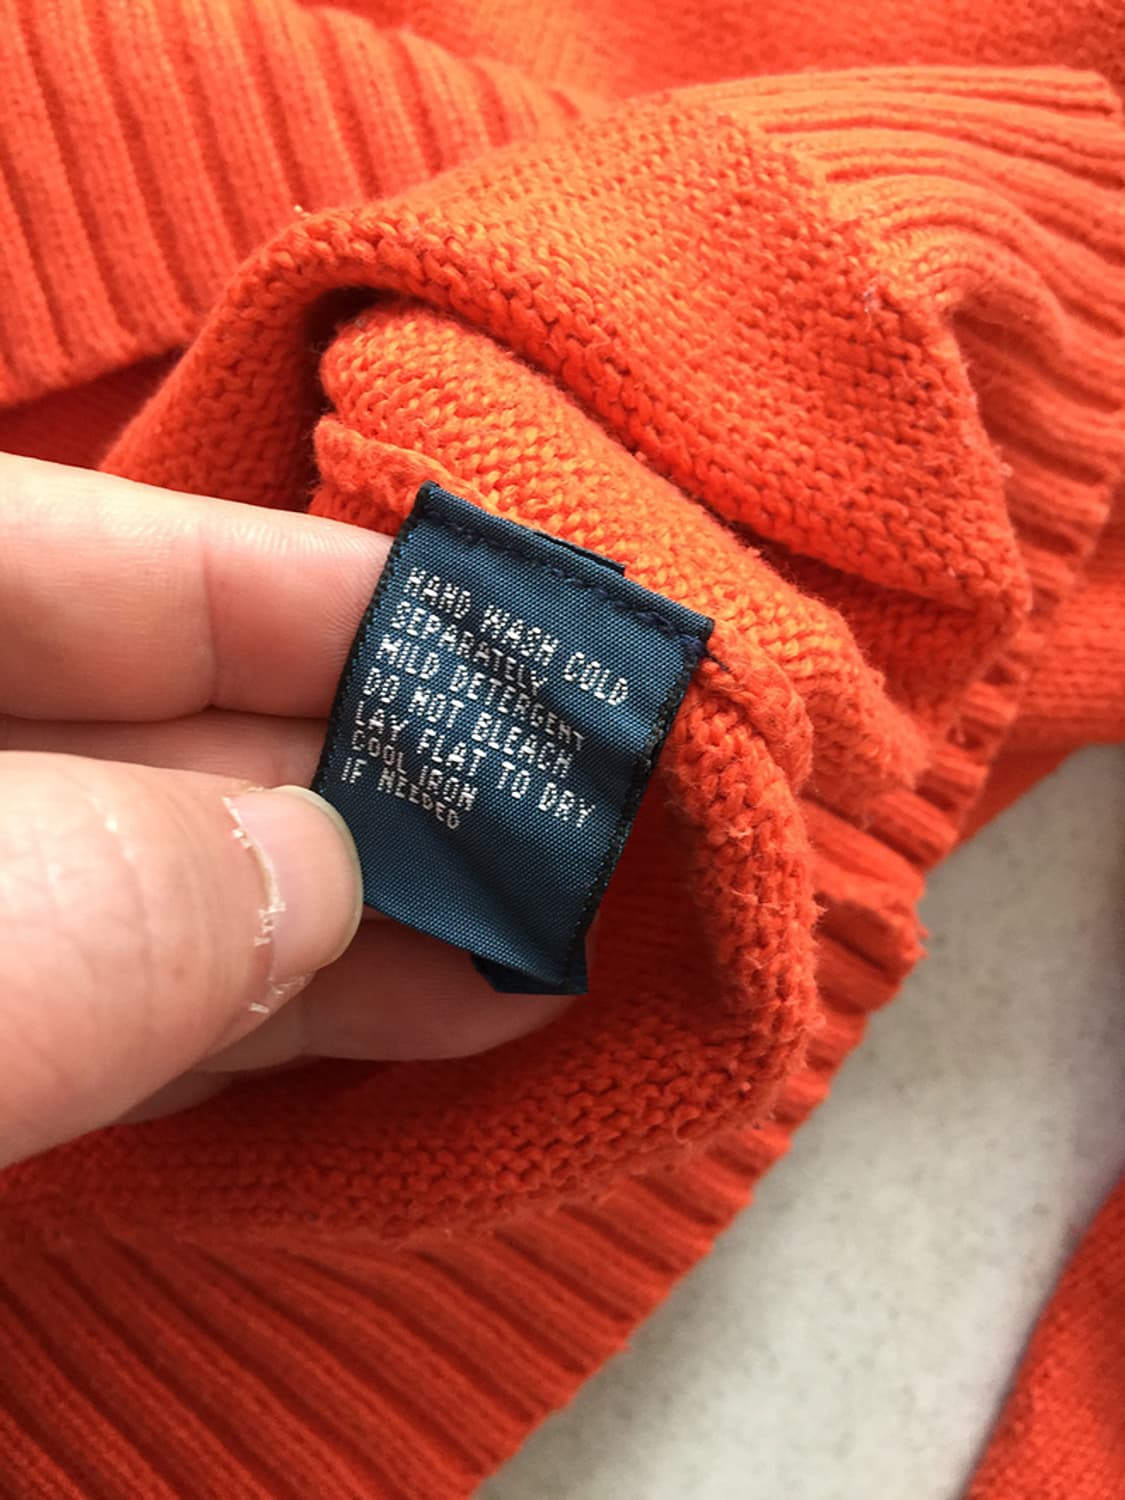 HAND WASH COLD
SEPARATELY
MILD DETERGENT
DO NOT BLEACH
LAY FLAT TO DRY
COOL IRON
IF NEEDED